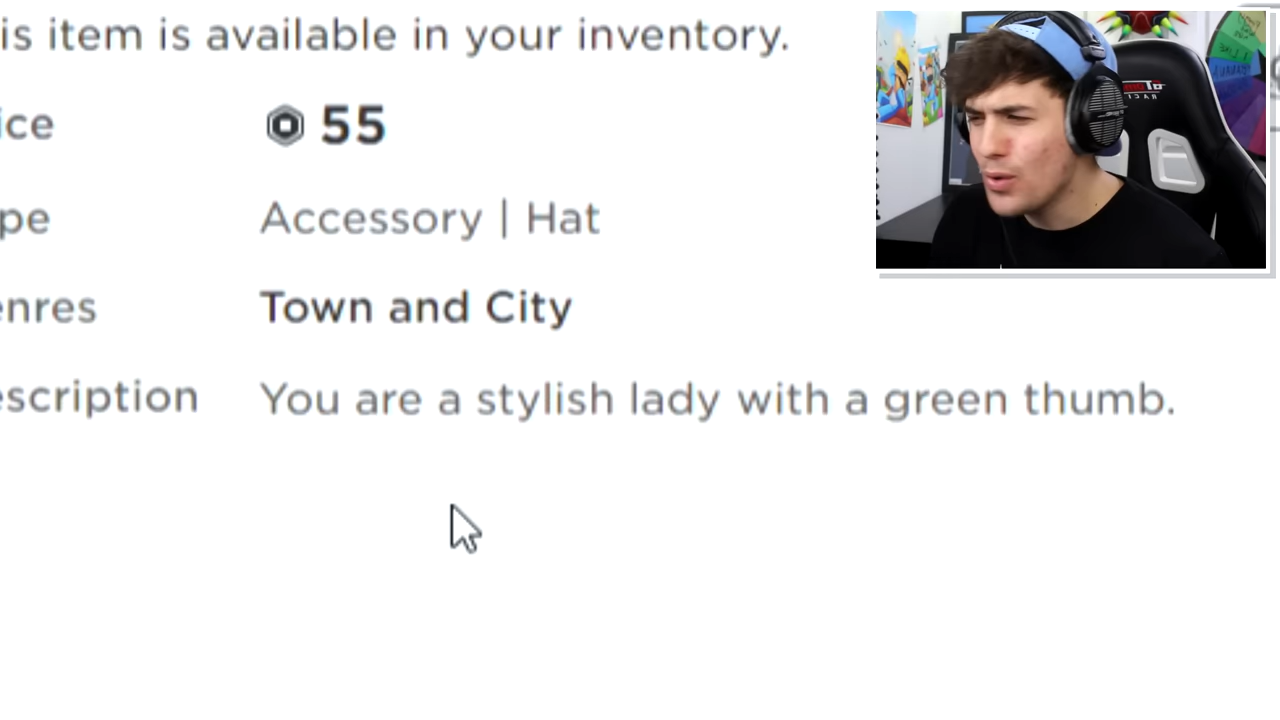 is item is available in your inventory.
ice 55
pe Accessory | Hat
enres Town and City
escription You are a stylish lady with a green thumb.